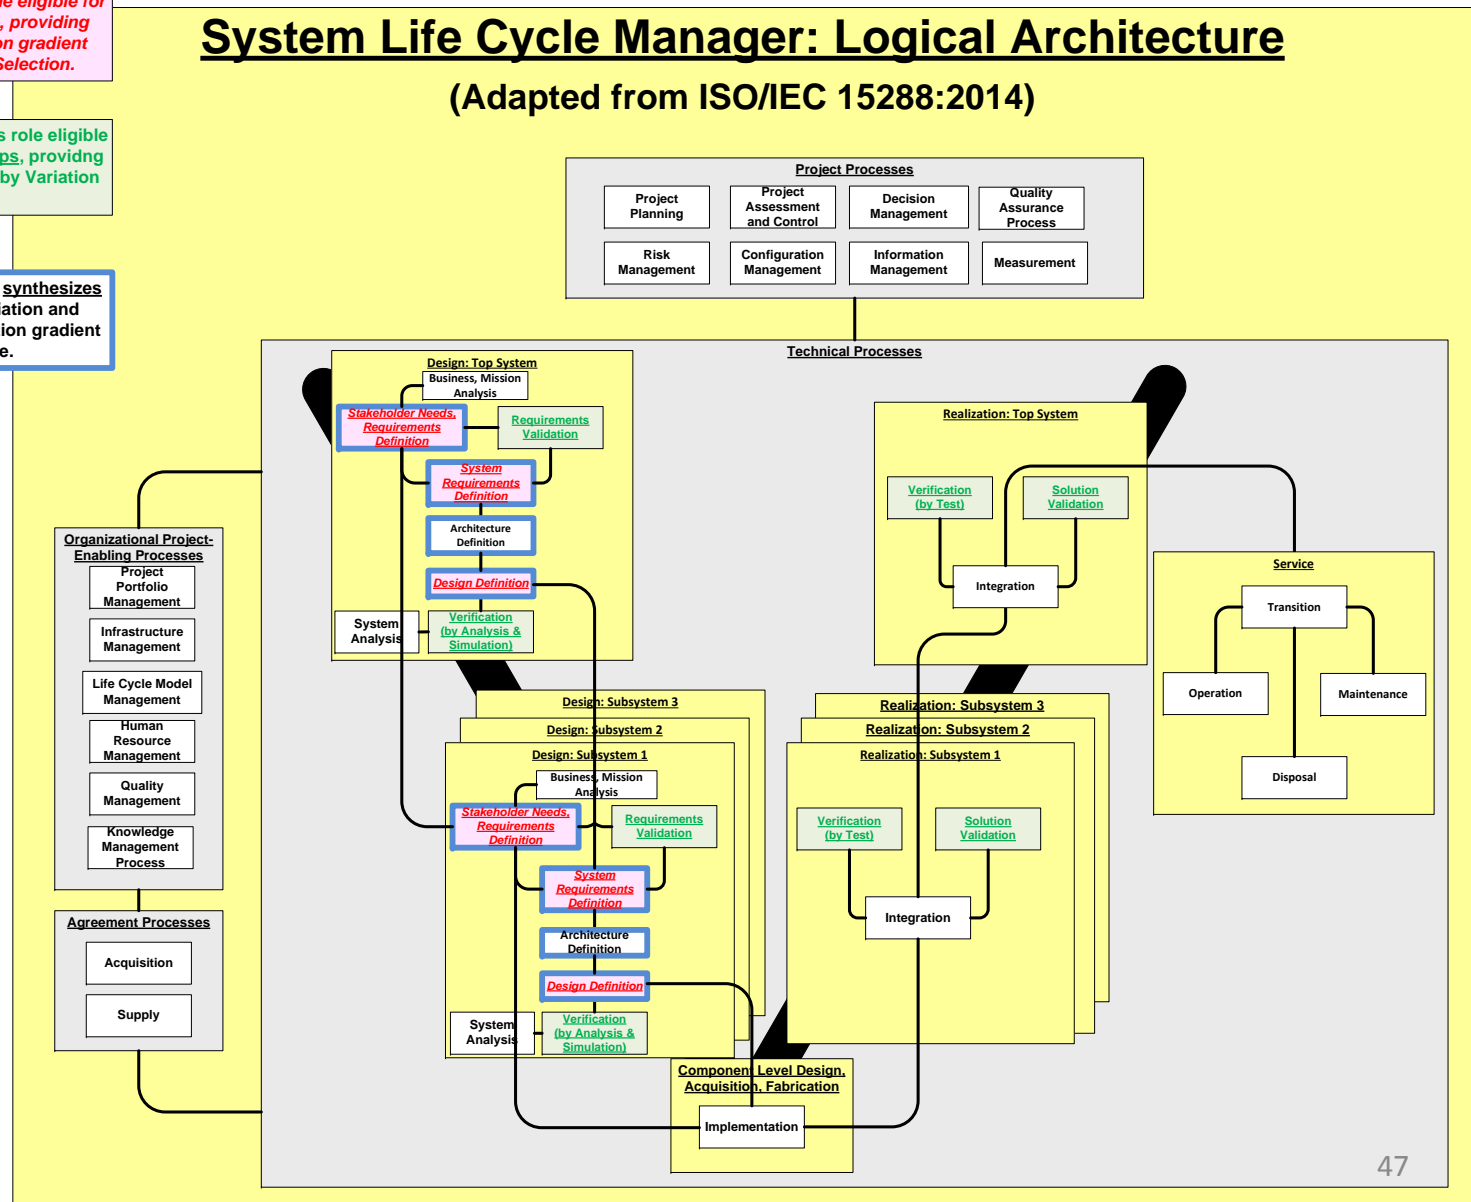 le eligible for
, providing
on gradient
Selection.
s role eligible
ps, providng
by Variation
synthesizes
iation and
tion gradient
e.
System Life Cycle Manager: Logical Architecture
(Adapted from ISO/IEC 15288:2014)
Project Processes
Project
Planning
Project
Assessment
and Control
Decision
Management
Quality
Assurance
Process
Risk
Management
Configuration
Management
Information
Management
Measurement
Technical Processes
Design: Top System
Business, Mission
Analysis
Stakeholder Needs,
Requirements
Definition
Requirements
Validation
System
Requirements
Definition
Architecture
Definition
Design Definition
System
Analysis
Verification
(by Analysis &
Simulation)
Realization: Top System
Verification
(by Test)
Solution
Validation
Integration
Service
Transition
Operation
Maintenance
Disposal
Organizational Project-
Enabling Processes
Project
Portfolio
Management
Infrastructure
Management
Life Cycle Model
Management
Human
Resource
Management
Quality
Management
Knowledge
Management
Process
Agreement Processes
Acquisition
Supply
Design: Subsystem 3
Design: Subsystem 2
Design: Subsystem 1
Business, Mission
Analysis
Stakeholder Needs,
Requirements
Definition
Requirements
Validation
System
Requirements
Definition
Architecture
Definition
Design Definition
System
Analysis
Verification
(by Analysis &
Simulation)
Realization: Subsystem 3
Realization: Subsystem 2
Realization: Subsystem 1
Verification
(by Test)
Solution
Validation
Integration
Component Level Design,
Acquisition, Fabrication
Implementation
47